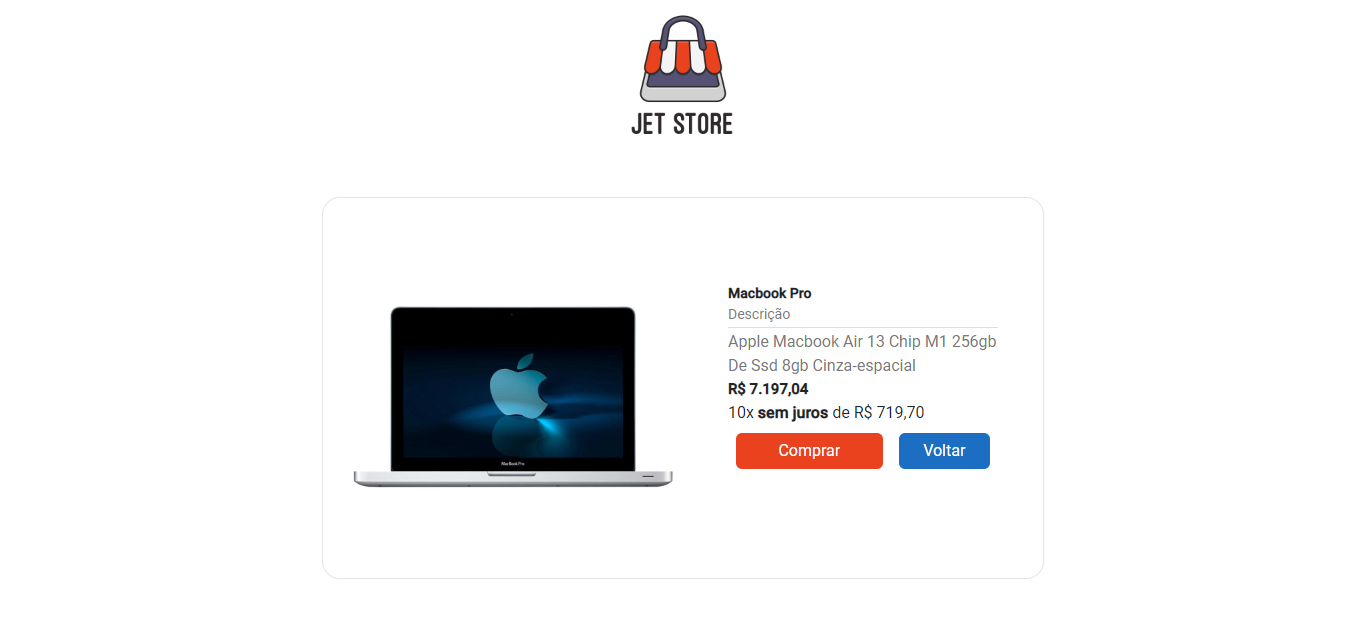 JET STORE
Macbook Pro
Descrição
Apple Macbook Air 13 Chip M1 256gb
De Ssd 8gb Cinza-espacial
R$ 7.197,04
10x sem juros de R$ 719,70
Comprar
Voltar
MacBook Pro